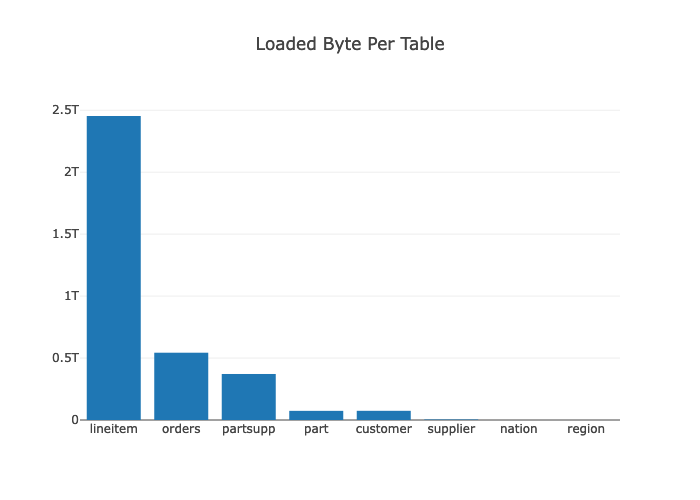 Loaded Byte Per Table
2.5T
2T
1.5T
1T
0.5T
0
lineitem orders partsupp part customer supplier nation region